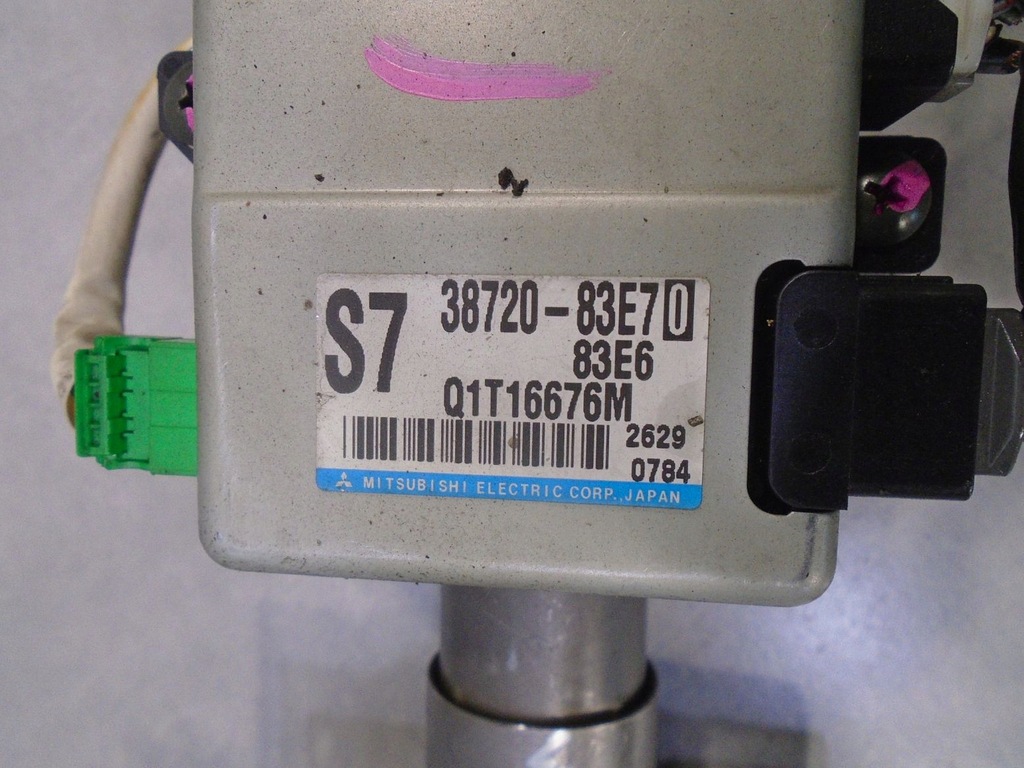 S7
38720-83E70
83E6
Q1T16676M
2629
0784
MITSUBISHI ELECTRIC CORP., JAPAN